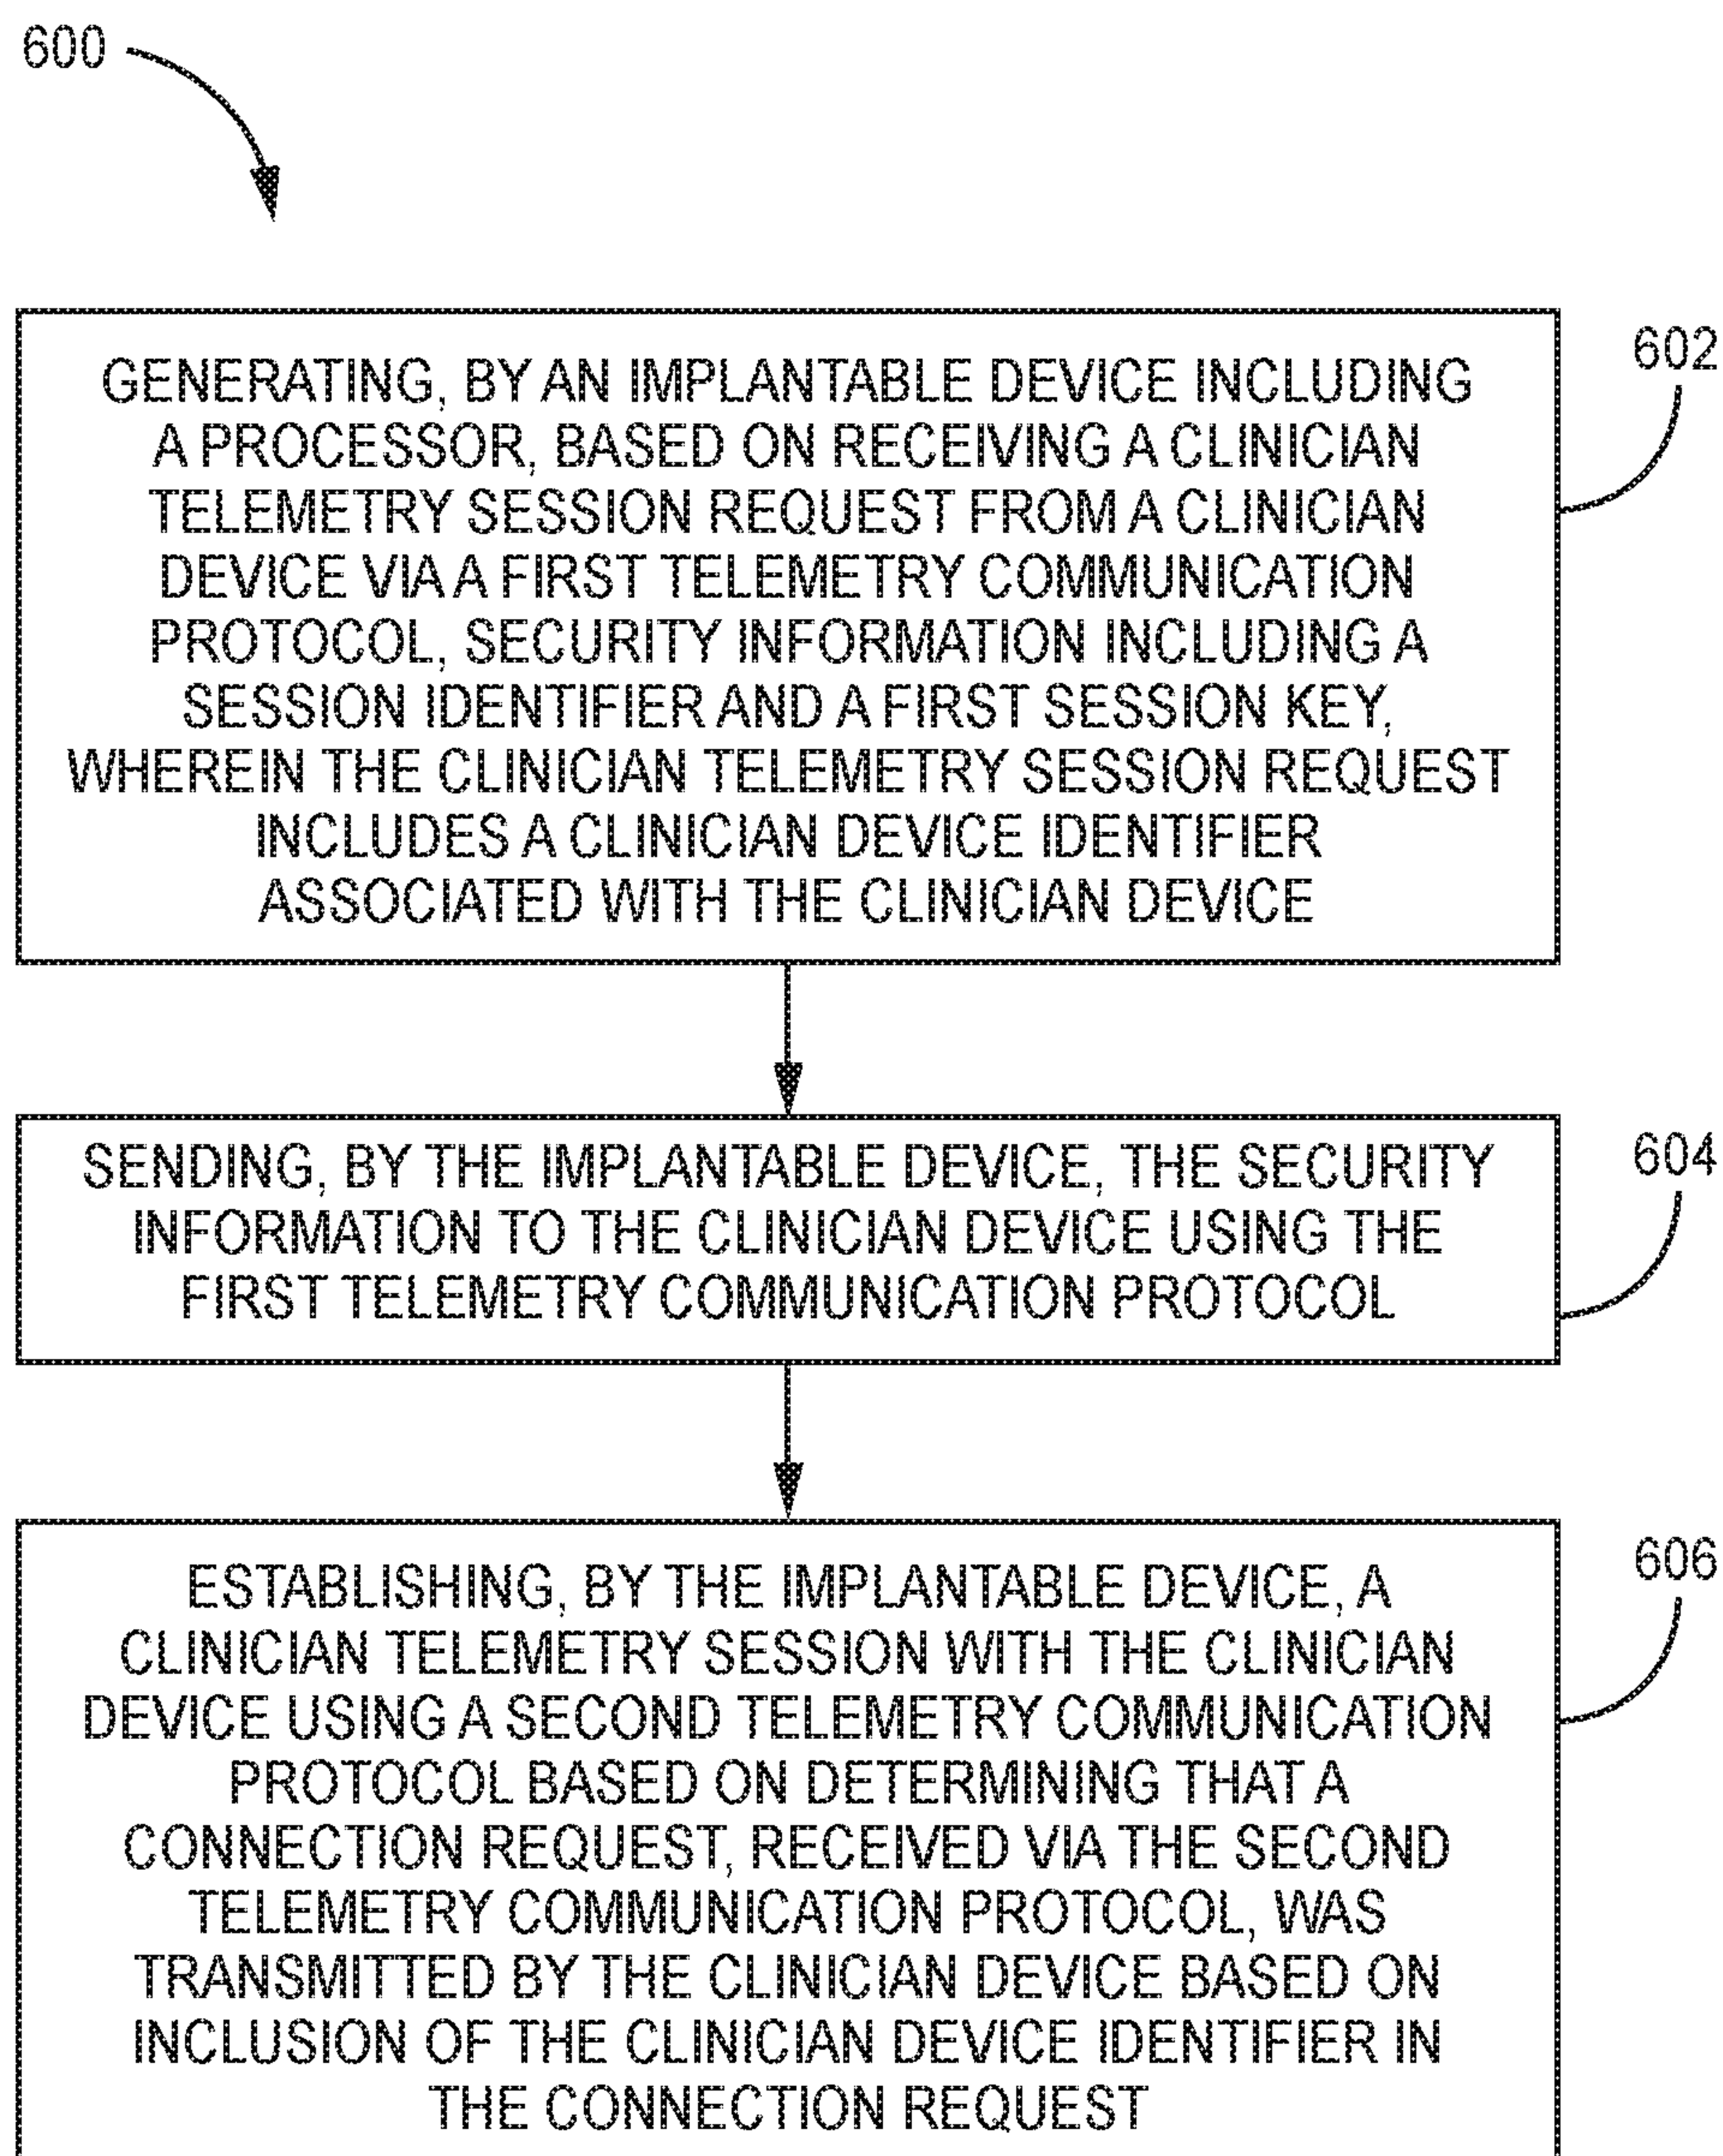 600
602
GENERATING, BY AN IMPLANTABLE DEVICE INCLUDING
A PROCESSOR, BASED ON RECEIVING A CLINICIAN
TELEMETRY SESSION REQUEST FROM A CLINICIAN
DEVICE VIA A FIRST TELEMETRY COMMUNICATION
PROTOCOL, SECURITY INFORMATION INCLUDING A
SESSION IDENTIFIER AND A FIRST SESSION KEY,
WHEREIN THE CLINICIAN TELEMETRY SESSION REQUEST
INCLUDES A CLINICIAN DEVICE IDENTIFIER
ASSOCIATED WITH THE CLINICIAN DEVICE
604
SENDING, BY THE IMPLANTABLE DEVICE, THE SECURITY
INFORMATION TO THE CLINICIAN DEVICE USING THE
FIRST TELEMETRY COMMUNICATION PROTOCOL
606
ESTABLISHING, BY THE IMPLANTABLE DEVICE, A
CLINICIAN TELEMETRY SESSION WITH THE CLINICIAN
DEVICE USING A SECOND TELEMETRY COMMUNICATION
PROTOCOL BASED ON DETERMINING THAT A
CONNECTION REQUEST, RECEIVED VIA THE SECOND
TELEMETRY COMMUNICATION PROTOCOL, WAS
TRANSMITTED BY THE CLINICIAN DEVICE BASED ON
INCLUSION OF THE CLINICIAN DEVICE IDENTIFIER IN
THE CONNECTION REQUEST